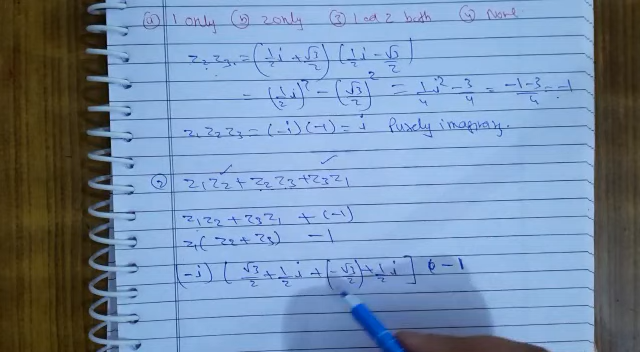 ① 1 only ② 2 only ③ 1 and 2 both ④ None
z₂z₃ = (1/2 i + √3/2) (1/2 i - √3/2)
= (1/2 i)² - (√3/2)² = 1/4 i² - 3/4 = -1-3/4 = -1
z₁z₂z₃ = (-i)(-1) = i Purely imaginary.
② z₁z₂ + z₂z₃ + z₃z₁
z₁z₂ + z₃z₁ + (-1)
z₁(z₂+z₃) - 1
(-i) [√3/2 + 1/2 i + (-√3/2) + 1/2 i] - 1